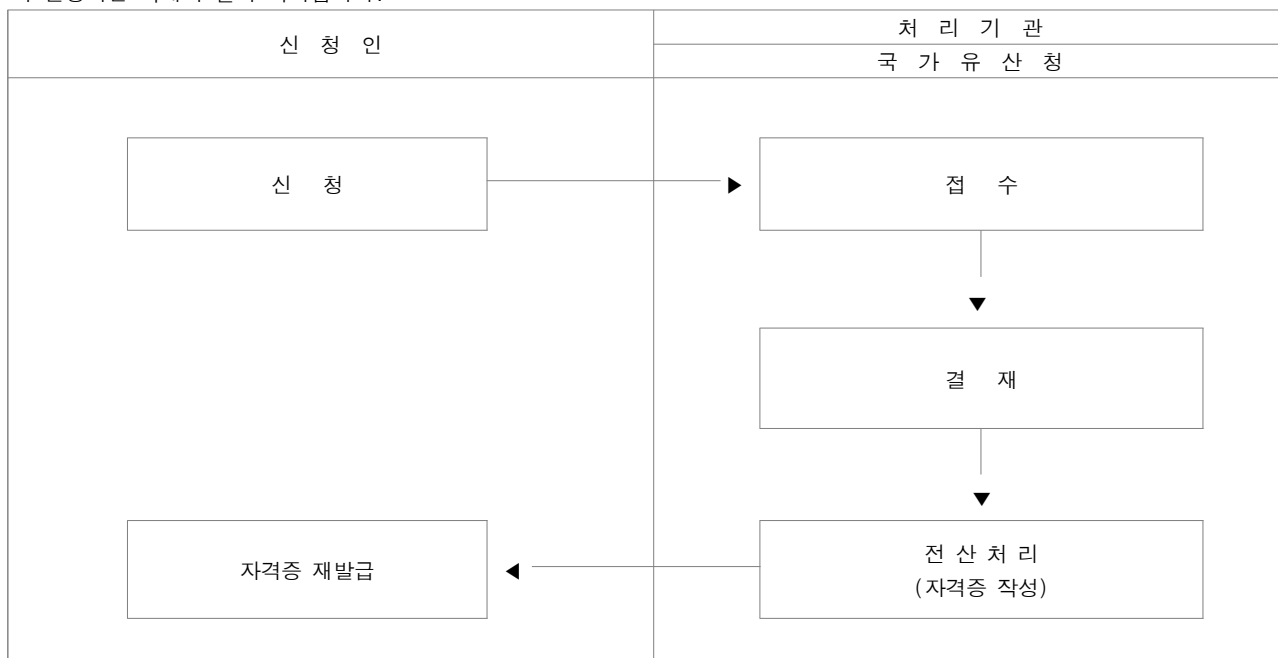 신 청 인
처 리 기 관
국 가 유 산 청
신 청
접 수
결 재
전 산 처 리
(자격증 작성)
자격증 재발급